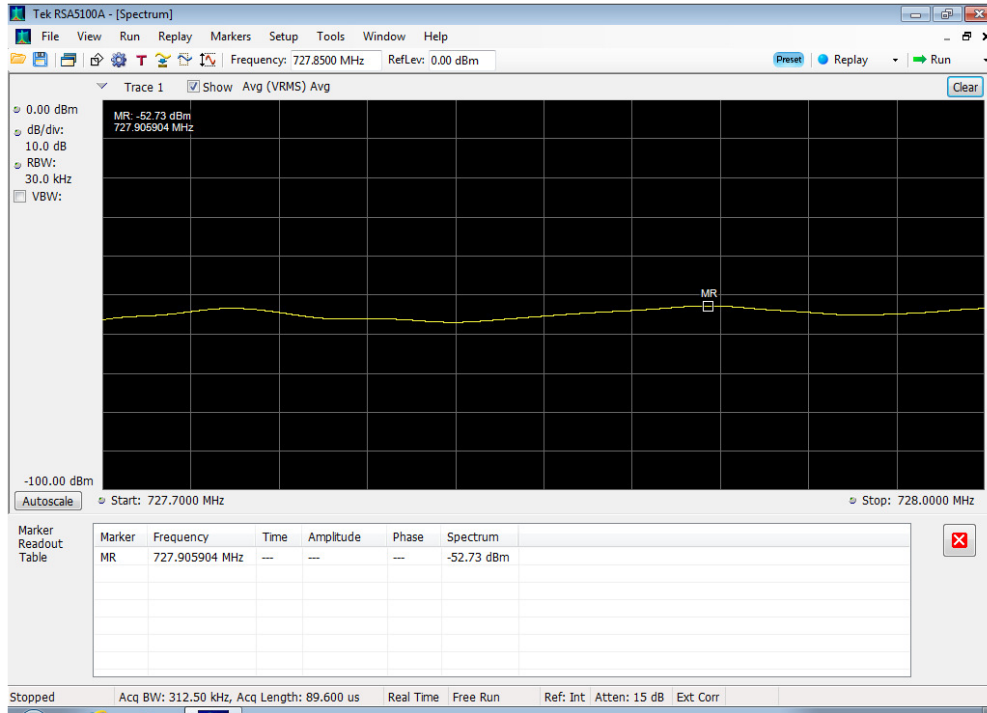 Tek RSA5100A - [Spectrum]
File View Run Replay Markers Setup Tools Window Help
T Frequency: 727.8500 MHz RefLev: 0.00 dBm Preset Replay Run
Trace 1 Show Avg (VRMS) Avg Clear
0.00 dBm
dB/div:
10.0 dB
RBW:
30.0 kHz
VBW:
MR: -52.73 dBm
727.905904 MHz
MR
-100.00 dBm
Autoscale Start: 727.7000 MHz Stop: 728.0000 MHz
Marker
Readout
Table
Marker Frequency Time Amplitude Phase Spectrum
MR 727.905904 MHz --- --- --- -52.73 dBm
Stopped Acq BW: 312.50 kHz, Acq Length: 89.600 us Real Time Free Run Ref: Int Atten: 15 dB Ext Corr